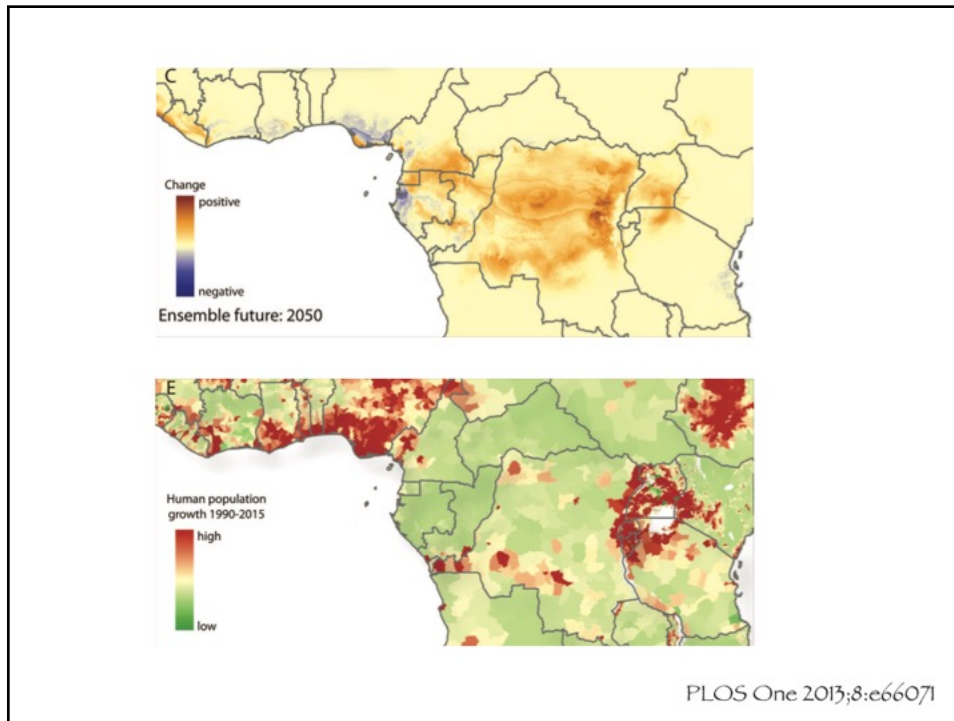 C
Change
positive
negative
Ensemble future: 2050
E
Human population
growth 1990-2015
high
low
PLOS One 2013;8:e66071